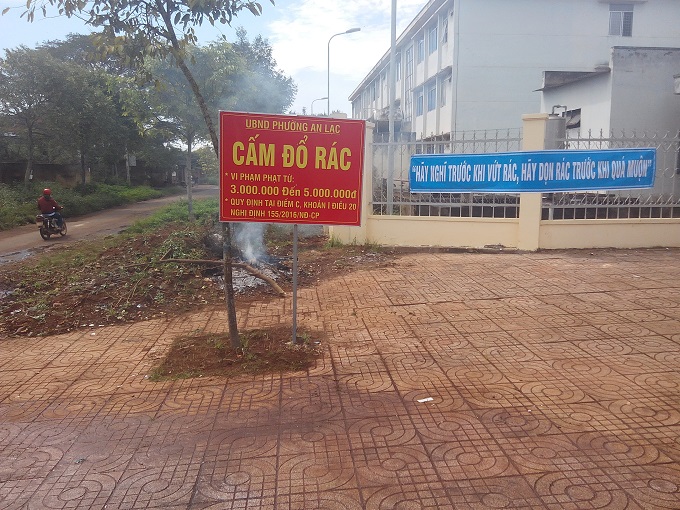 UBND PHƯỜNG AN LẠC
CẤM ĐỔ RÁC
* VI PHẠM PHẠT TỪ:
3.000.000 ĐẾN 5.000.000đ
* QUY ĐỊNH TẠI ĐIỂM C, KHOẢN I ĐIỀU 20
NGHỊ ĐỊNH 155/2016/NĐ-CP
"HÃY NGHĨ TRƯỚC KHI VỨT RÁC, HÃY DỌN RÁC TRƯỚC KHI QUÁ MUỘN"